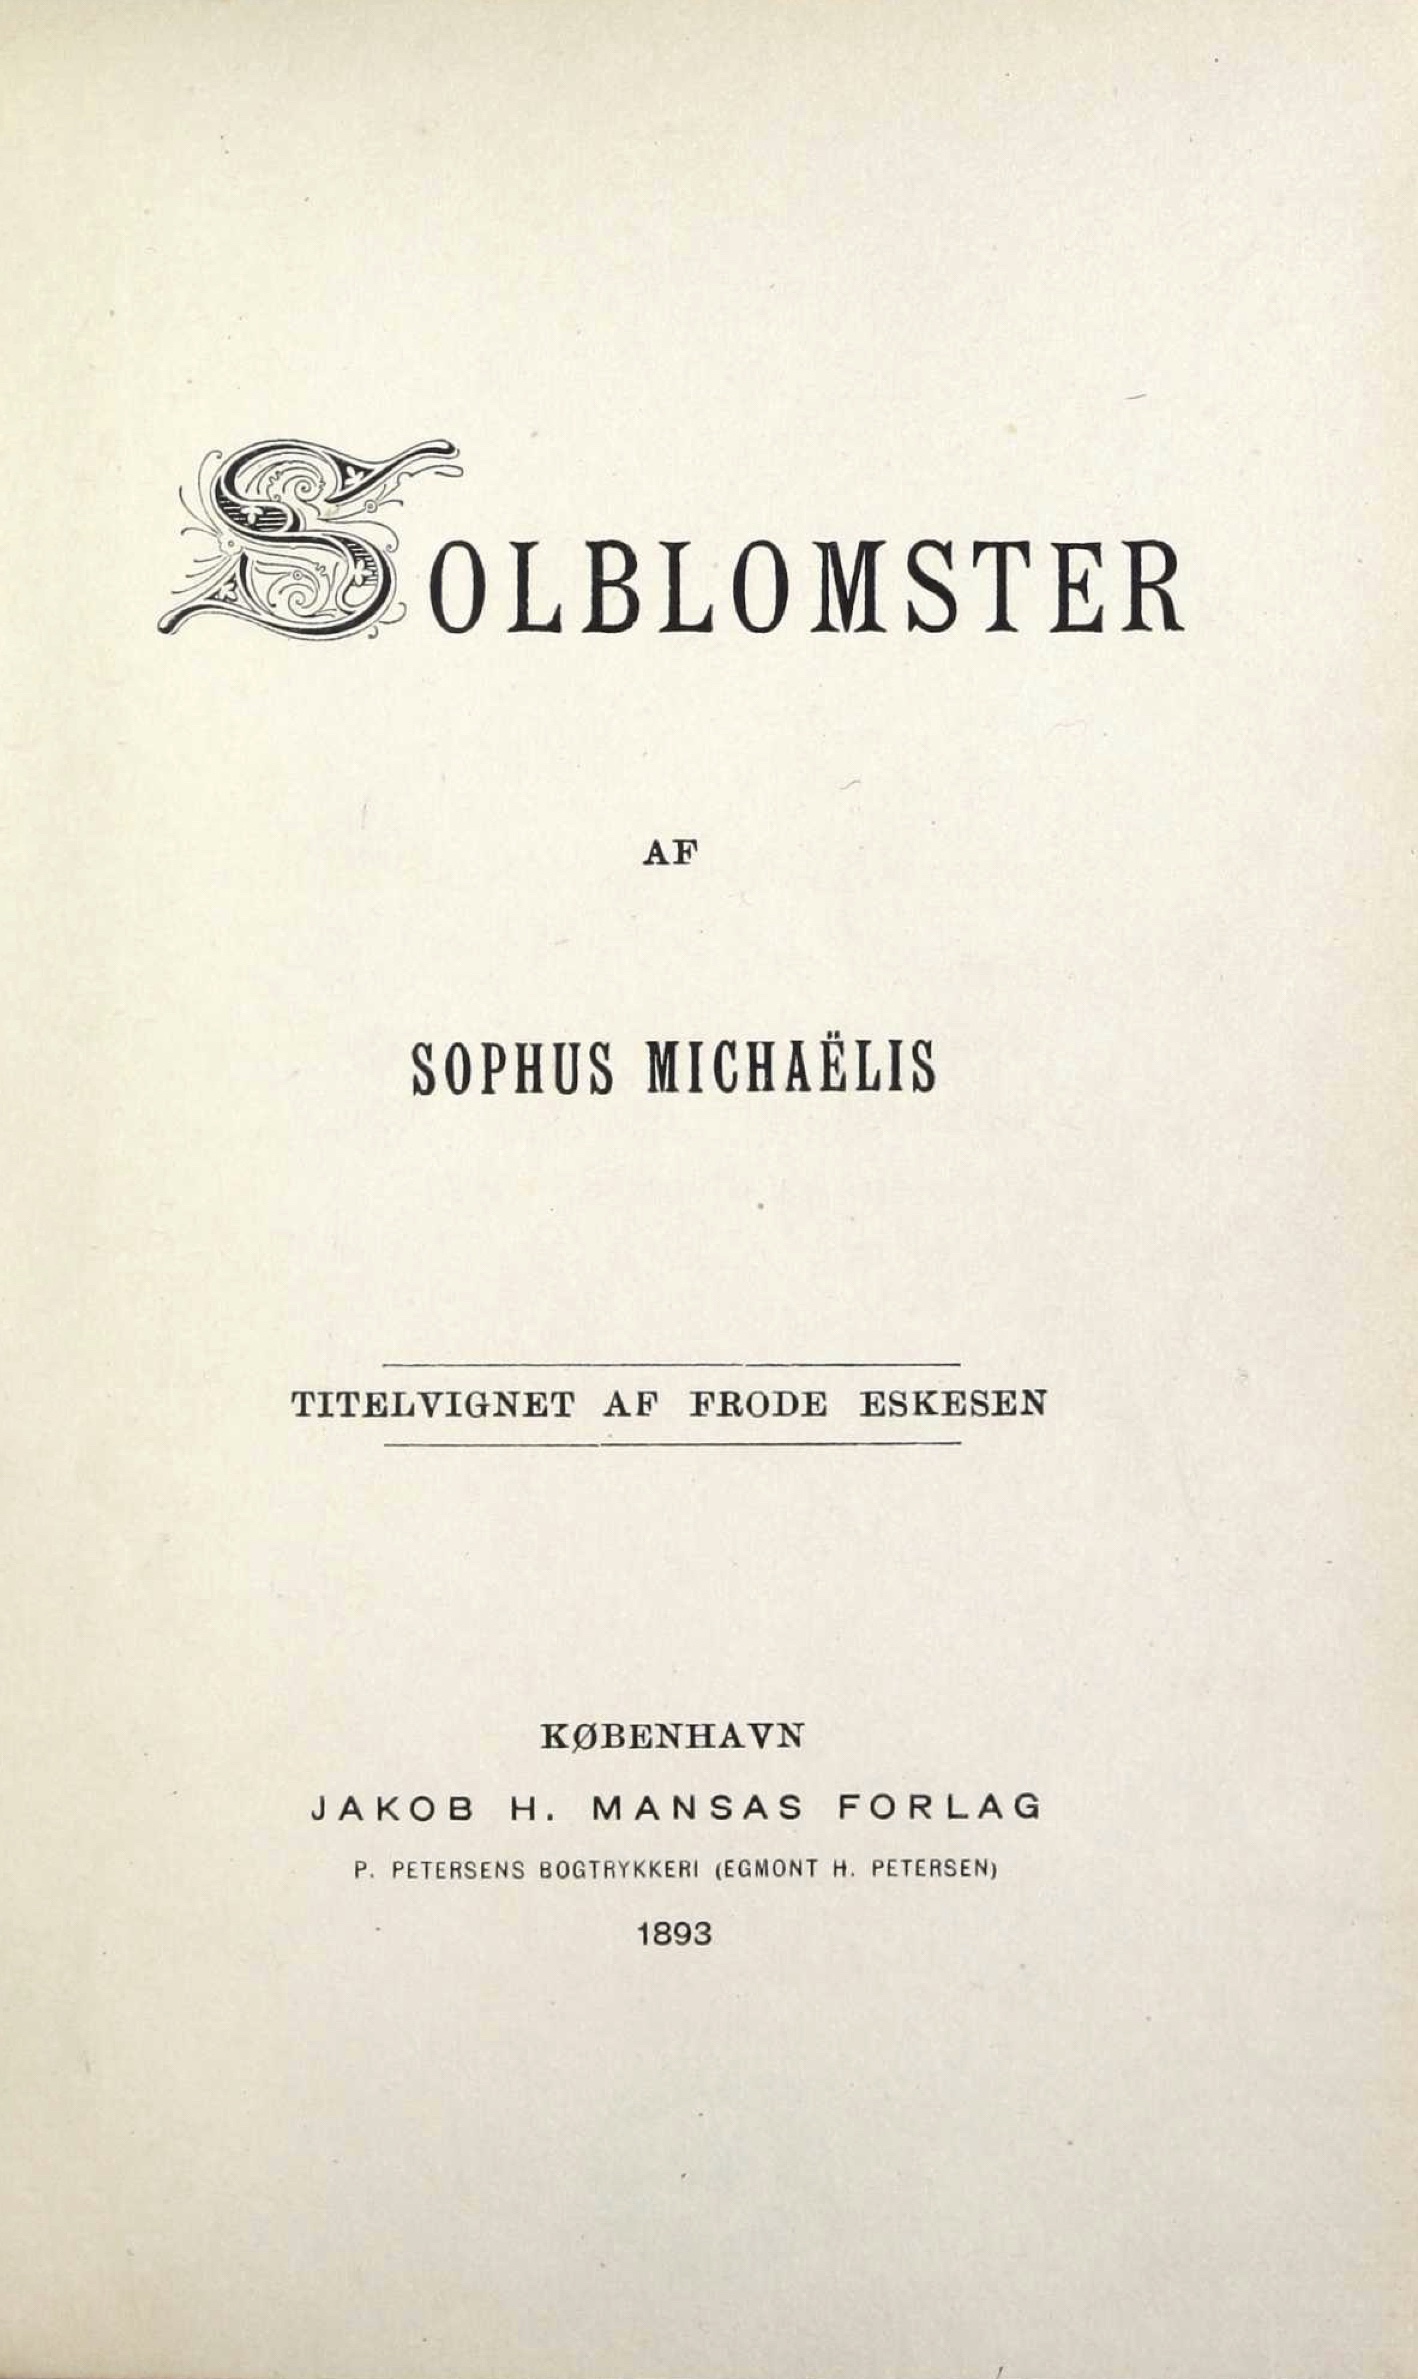 SOLBLOMSTER
AF
SOPHUS MICHAËLIS
TITELVIGNET AF FRODE ESKESEN
KØBENHAVN
JAKOB H. MANSAS FORLAG
P. PETERSENS BOGTRYKKERI (EGMONT H. PETERSEN)
1893